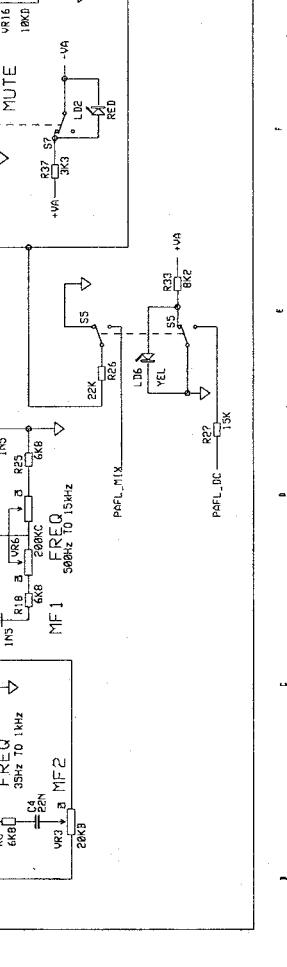 VR16
10KD
MUTE
-VA
LD2
RED
S7
R37
3K3
+VA
S5
R26
22K
+VA
R33
8K2
S5
LD6
YEL
R27
15K
PAFL_MIX
PAFL_DC
1N5
R25
6K8
VR6
200KC
FREQ
500Hz TO 15kHz
R18
6K8
1N5
MF1
FREQ
35Hz TO 1kHz
6K8
C4
22N
VR3
20KB
MF2
F
E
D
C